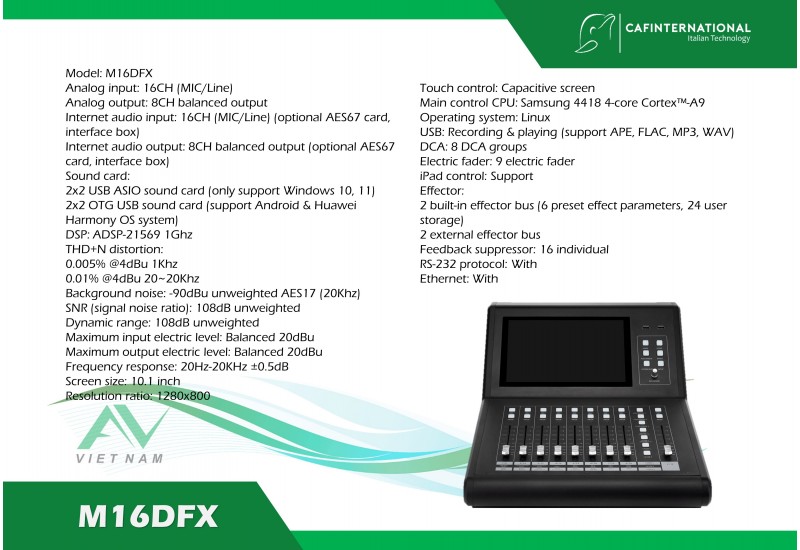 CAFINTERNATIONAL
Italian Technology
Model: M16DFX
Analog input: 16CH (MIC/Line)
Analog output: 8CH balanced output
Internet audio input: 16CH (MIC/Line) (optional AES67 card,
interface box)
Internet audio output: 8CH balanced output (optional AES67
card, interface box)
Sound card:
2x2 USB ASIO sound card (only support Windows 10, 11)
2x2 OTG USB sound card (support Android & Huawei
Harmony OS system)
DSP: ADSP-21569 1Ghz
THD+N distortion:
0.005% @4dBu 1Khz
0.01% @4dBu 20~20Khz
Background noise: -90dBu unweighted AES17 (20Khz)
SNR (signal noise ratio): 108dB unweighted
Dynamic range: 108dB unweighted
Maximum input electric level: Balanced 20dBu
Maximum output electric level: Balanced 20dBu
Frequency response: 20Hz-20KHz ±0.5dB
Screen size: 10.1 inch
Resolution ratio: 1280x800
Touch control: Capacitive screen
Main control CPU: Samsung 4418 4-core Cortex™-A9
Operating system: Linux
USB: Recording & playing (support APE, FLAC, MP3, WAV)
DCA: 8 DCA groups
Electric fader: 9 electric fader
iPad control: Support
Effector:
2 built-in effector bus (6 preset effect parameters, 24 user
storage)
2 external effector bus
Feedback suppressor: 16 individual
RS-232 protocol: With
Ethernet: With
AV
VIETNAM
M16DFX